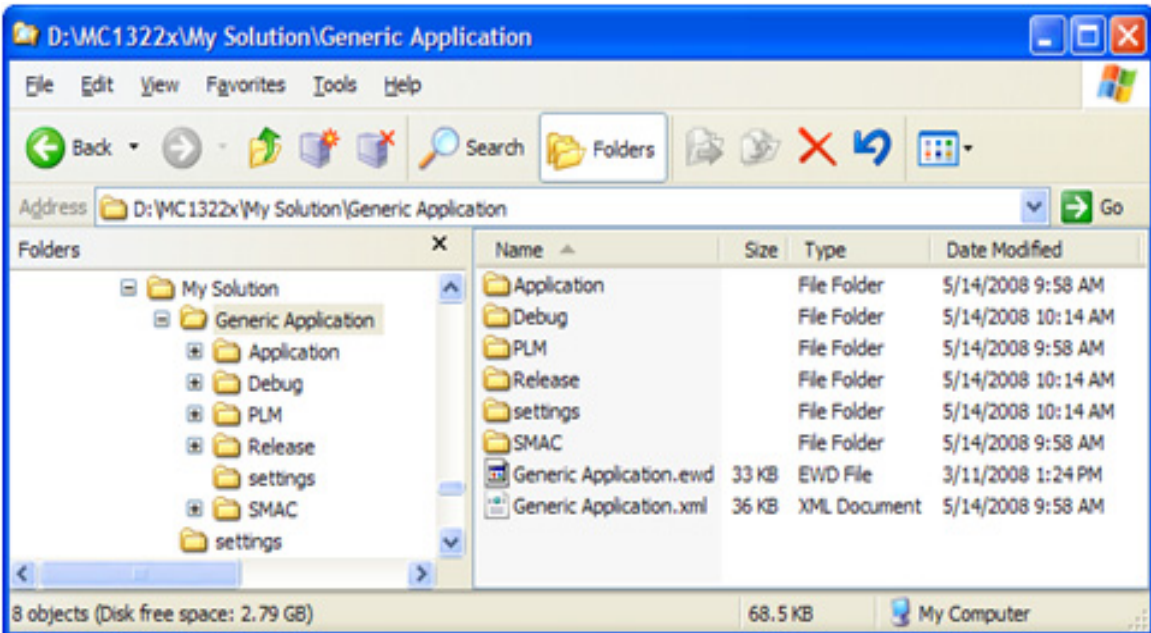 D:\MC1322x\My Solution\Generic Application
File Edit View Favorites Tools Help
Back Search Folders
Address D:\MC1322x\My Solution\Generic Application Go
Folders
My Solution
Generic Application
Application
Debug
PLM
Release
settings
SMAC
settings
Name Size Type Date Modified
Application File Folder 5/14/2008 9:58 AM
Debug File Folder 5/14/2008 10:14 AM
PLM File Folder 5/14/2008 9:58 AM
Release File Folder 5/14/2008 10:14 AM
settings File Folder 5/14/2008 10:14 AM
SMAC File Folder 5/14/2008 9:58 AM
Generic Application.ewd 33 KB EWD File 3/11/2008 1:24 PM
Generic Application.xml 36 KB XML Document 5/14/2008 9:58 AM
8 objects (Disk free space: 2.79 GB) 68.5 KB My Computer